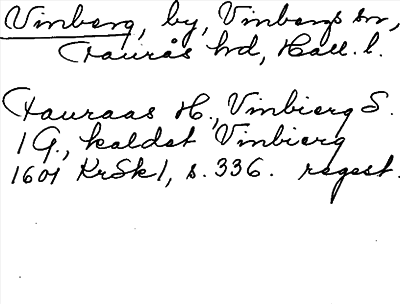 Vinberg, by, Vinbergs sn,
Faurås hd, Hall. l.
Fauraas H., Vinbierg S.
1 G., kaldet Vinbierg
1601 KrSk1, s. 336. regest.